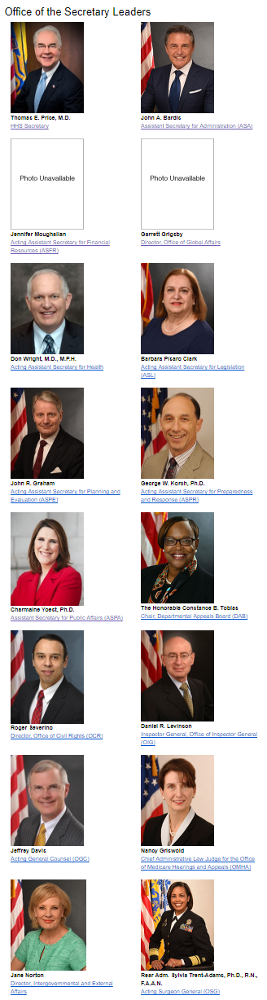 Office of the Secretary Leaders
Thomas E. Price, M.D.
HHS Secretary
John A. Bardis
Assistant Secretary for Administration (ASA)
Photo Unavailable
Photo Unavailable
Jennifer Moughalian
Acting Assistant Secretary for Financial
Resources (ASFR)
Garrett Grigsby
Director, Office of Global Affairs
Don Wright, M.D., M.P.H.
Acting Assistant Secretary for Health
Barbara Pisaro Clark
Acting Assistant Secretary for Legislation
(ASL)
John R. Graham
Acting Assistant Secretary for Planning and
Evaluation (ASPE)
George W. Korch, Ph.D.
Acting Assistant Secretary for Preparedness
and Response (ASPR)
Charmaine Yoest, Ph.D.
Assistant Secretary for Public Affairs (ASPA)
The Honorable Constance B. Tobias
Chair, Departmental Appeals Board (DAB)
Roger Severino
Director, Office of Civil Rights (OCR)
Daniel R. Levinson
Inspector General, Office of Inspector General
(OIG)
Jeffrey Davis
Acting General Counsel (OGC)
Nancy Griswold
Chief Administrative Law Judge for the Office
of Medicare Hearings and Appeals (OMHA)
Jane Norton
Director, Intergovernmental and External
Affairs
Rear Adm. Sylvia Trent-Adams, Ph.D., R.N.,
F.A.A.N.
Acting Surgeon General (OSG)